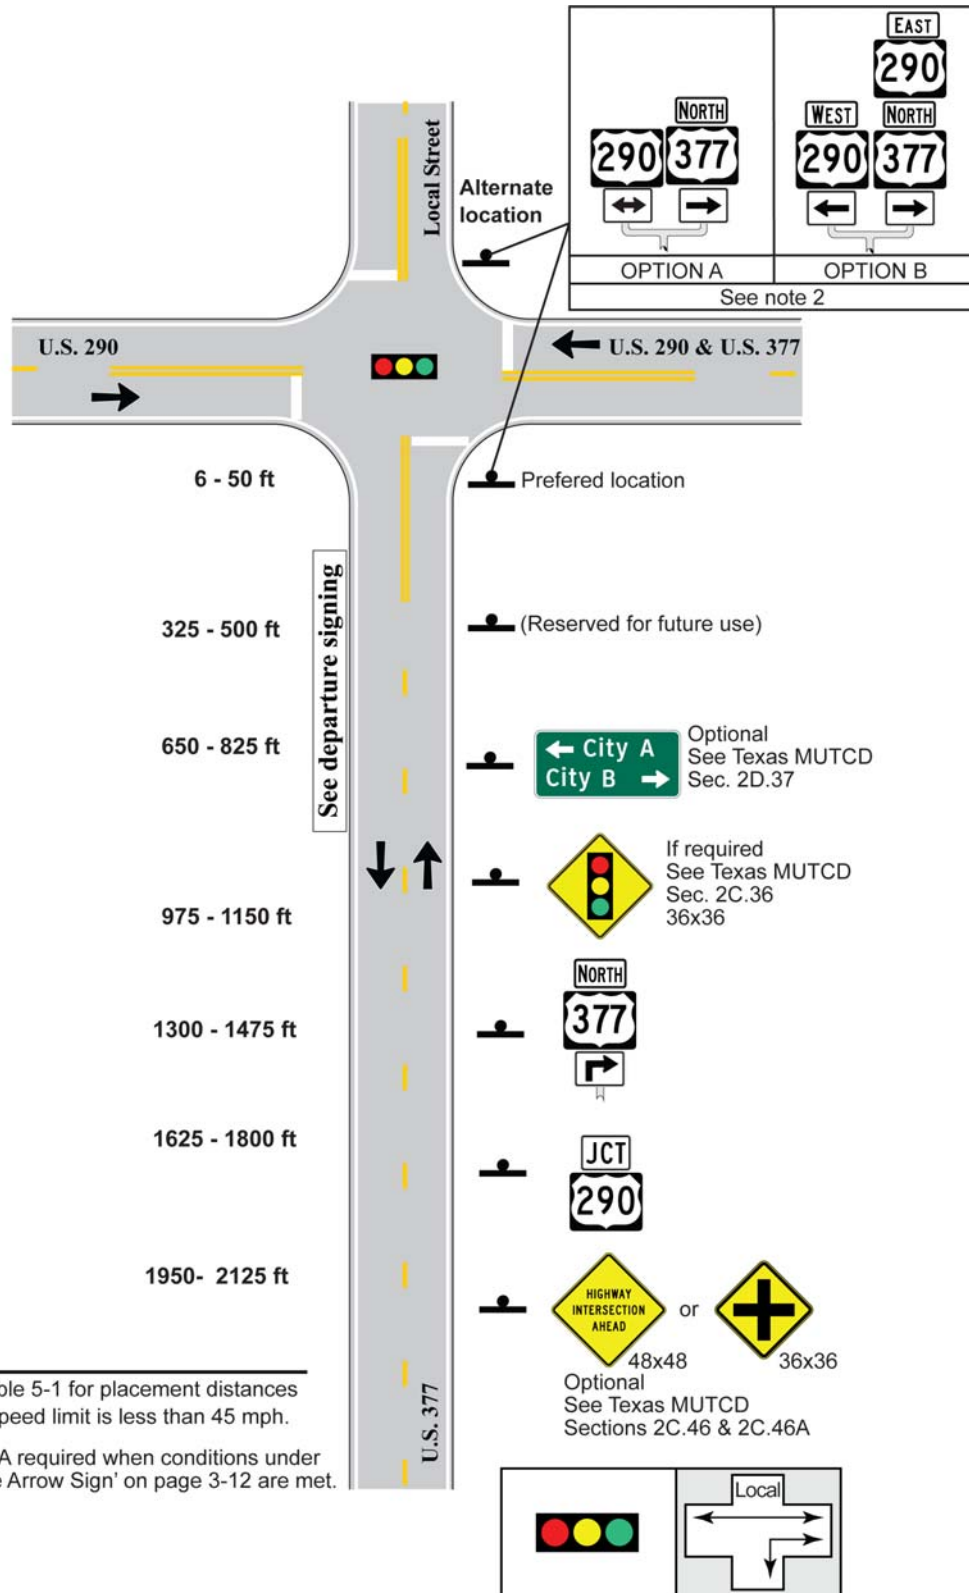 EAST
290
NORTH
290 377
WEST NORTH
290 377
OPTION A
OPTION B
See note 2
Local Street
Alternate
location
U.S. 290
U.S. 290 & U.S. 377
6 - 50 ft
Prefered location
See departure signing
325 - 500 ft
(Reserved for future use)
650 - 825 ft
City A
City B
Optional
See Texas MUTCD
Sec. 2D.37
If required
See Texas MUTCD
Sec. 2C.36
36x36
975 - 1150 ft
NORTH
377
1300 - 1475 ft
1625 - 1800 ft
JCT
290
1950- 2125 ft
HIGHWAY
INTERSECTION
AHEAD
or
48x48
36x36
Optional
See Texas MUTCD
Sections 2C.46 & 2C.46A
U.S. 377
5-1 for placement distances
limit is less than 45 mph.
A required when conditions under
Arrow Sign' on page 3-12 are met.
Local